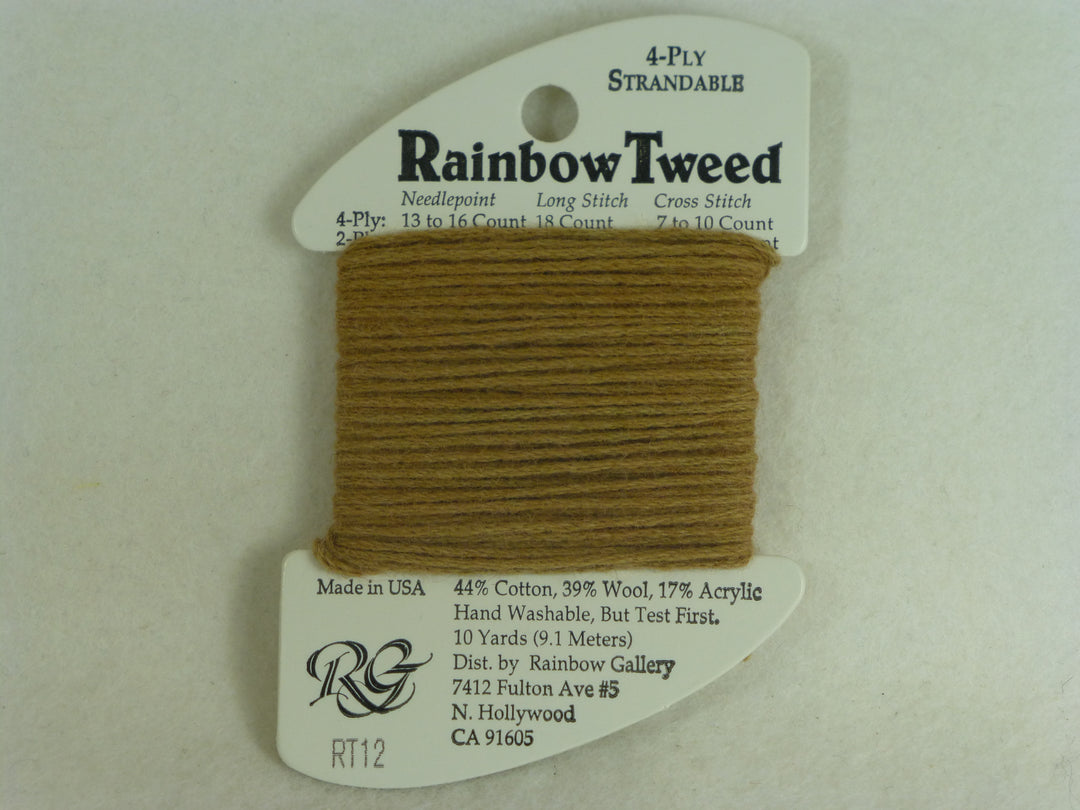 4-PLY
STRANDABLE
Rainbow Tweed
Needlepoint Long Stitch Cross Stitch
4-Ply: 13 to 16 Count 18 Count 7 to 10 Count
Made in USA
44% Cotton, 39% Wool, 17% Acrylic
Hand Washable, But Test First.
10 Yards (9.1 Meters)
Dist. by Rainbow Gallery
7412 Fulton Ave #5
N. Hollywood
CA 91605
RG
RT12